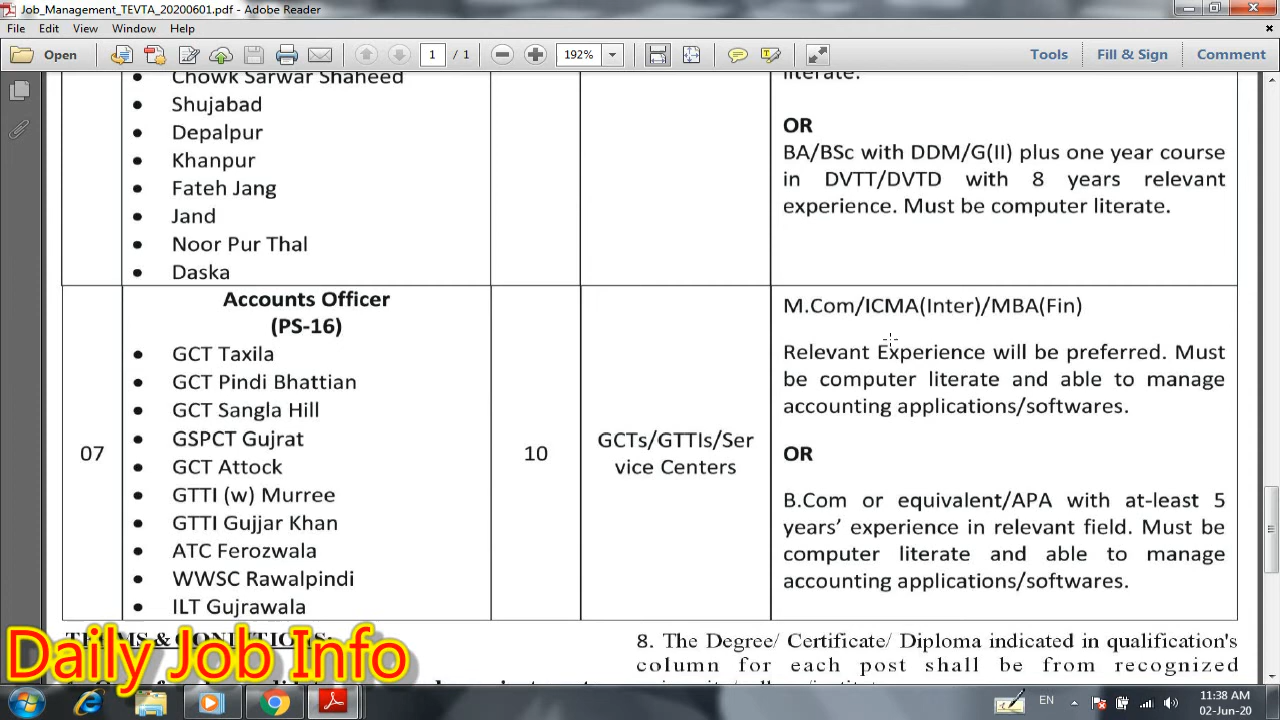 Job_Management_TEVTA_20200601.pdf - Adobe Reader
File Edit View Window Help
Open
1 / 1
192%
Tools Fill & Sign Comment
Chowk Sarwar Shaheed
• Shujabad
• Depalpur
• Khanpur
• Fateh Jang
• Jand
• Noor Pur Thal
• Daska
literate.
OR
BA/BSc with DDM/G(II) plus one year course
in DVTT/DVTD with 8 years relevant
experience. Must be computer literate.
07
Accounts Officer
(PS-16)
• GCT Taxila
• GCT Pindi Bhattian
• GCT Sangla Hill
• GSPCT Gujrat
• GCT Attock
• GTTI (w) Murree
• GTTI Gujjar Khan
• ATC Ferozwala
• WWSC Rawalpindi
• ILT Gujrawala
10
GCTs/GTTIs/Ser
vice Centers
M.Com/ICMA(Inter)/MBA(Fin)
Relevant Experience will be preferred. Must
be computer literate and able to manage
accounting applications/softwares.
OR
B.Com or equivalent/APA with at-least 5
years’ experience in relevant field. Must be
computer literate and able to manage
accounting applications/softwares.
TERMS & CONDITIONS:
8. The Degree/ Certificate/ Diploma indicated in qualification's
column for each post shall be from recognized
Daily Job Info
EN
11:38 AM
02-Jun-20